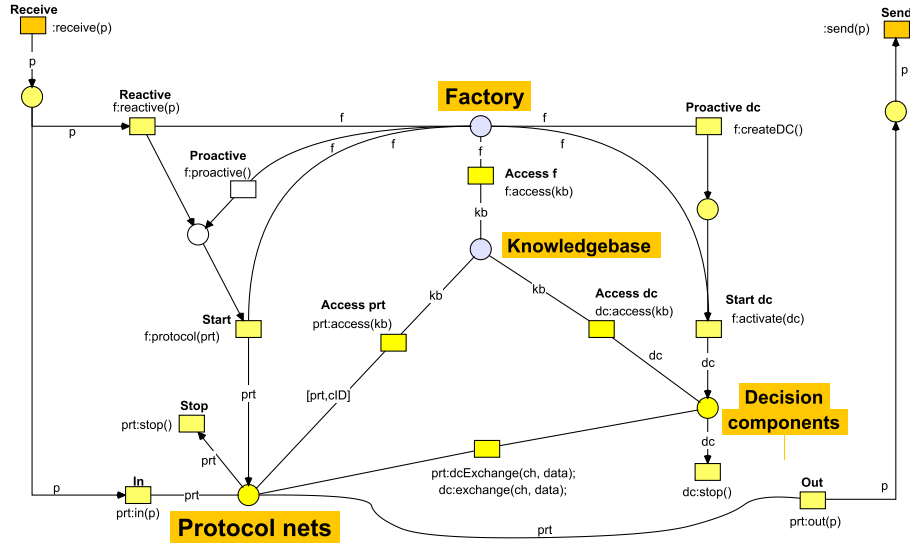 Receive
:receive(p)
Send
:send(p)
p
p
Reactive
f:reactive(p)
p
f
Factory
f
Proactive dc
f:createDC()
Proactive
f:proactive()
f
f
f
f
Access f
f:access(kb)
kb
Knowledgebase
kb
kb
Access prt
prt:access(kb)
Access dc
dc:access(kb)
Start
f:protocol(prt)
Start dc
f:activate(dc)
dc
dc
prt
[prt,cID]
Stop
prt:stop()
prt
Decision
components
dc
prt:dcExchange(ch, data);
dc:exchange(ch, data);
dc:stop()
p
In
prt
prt:in(p)
Protocol nets
prt
Out
prt:out(p)
p